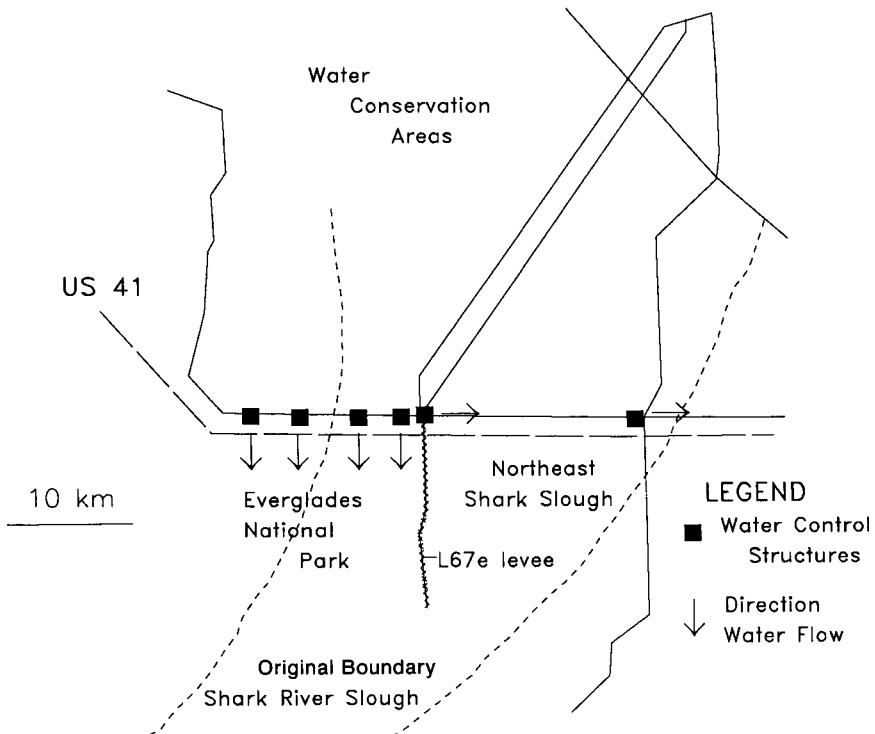 Water
Conservation
Areas
US 41
10 km
Everglades
National
Park
Northeast
Shark Slough
L67e levee
LEGEND
Water Control
Structures
Direction
Water Flow
Original Boundary
Shark River Slough